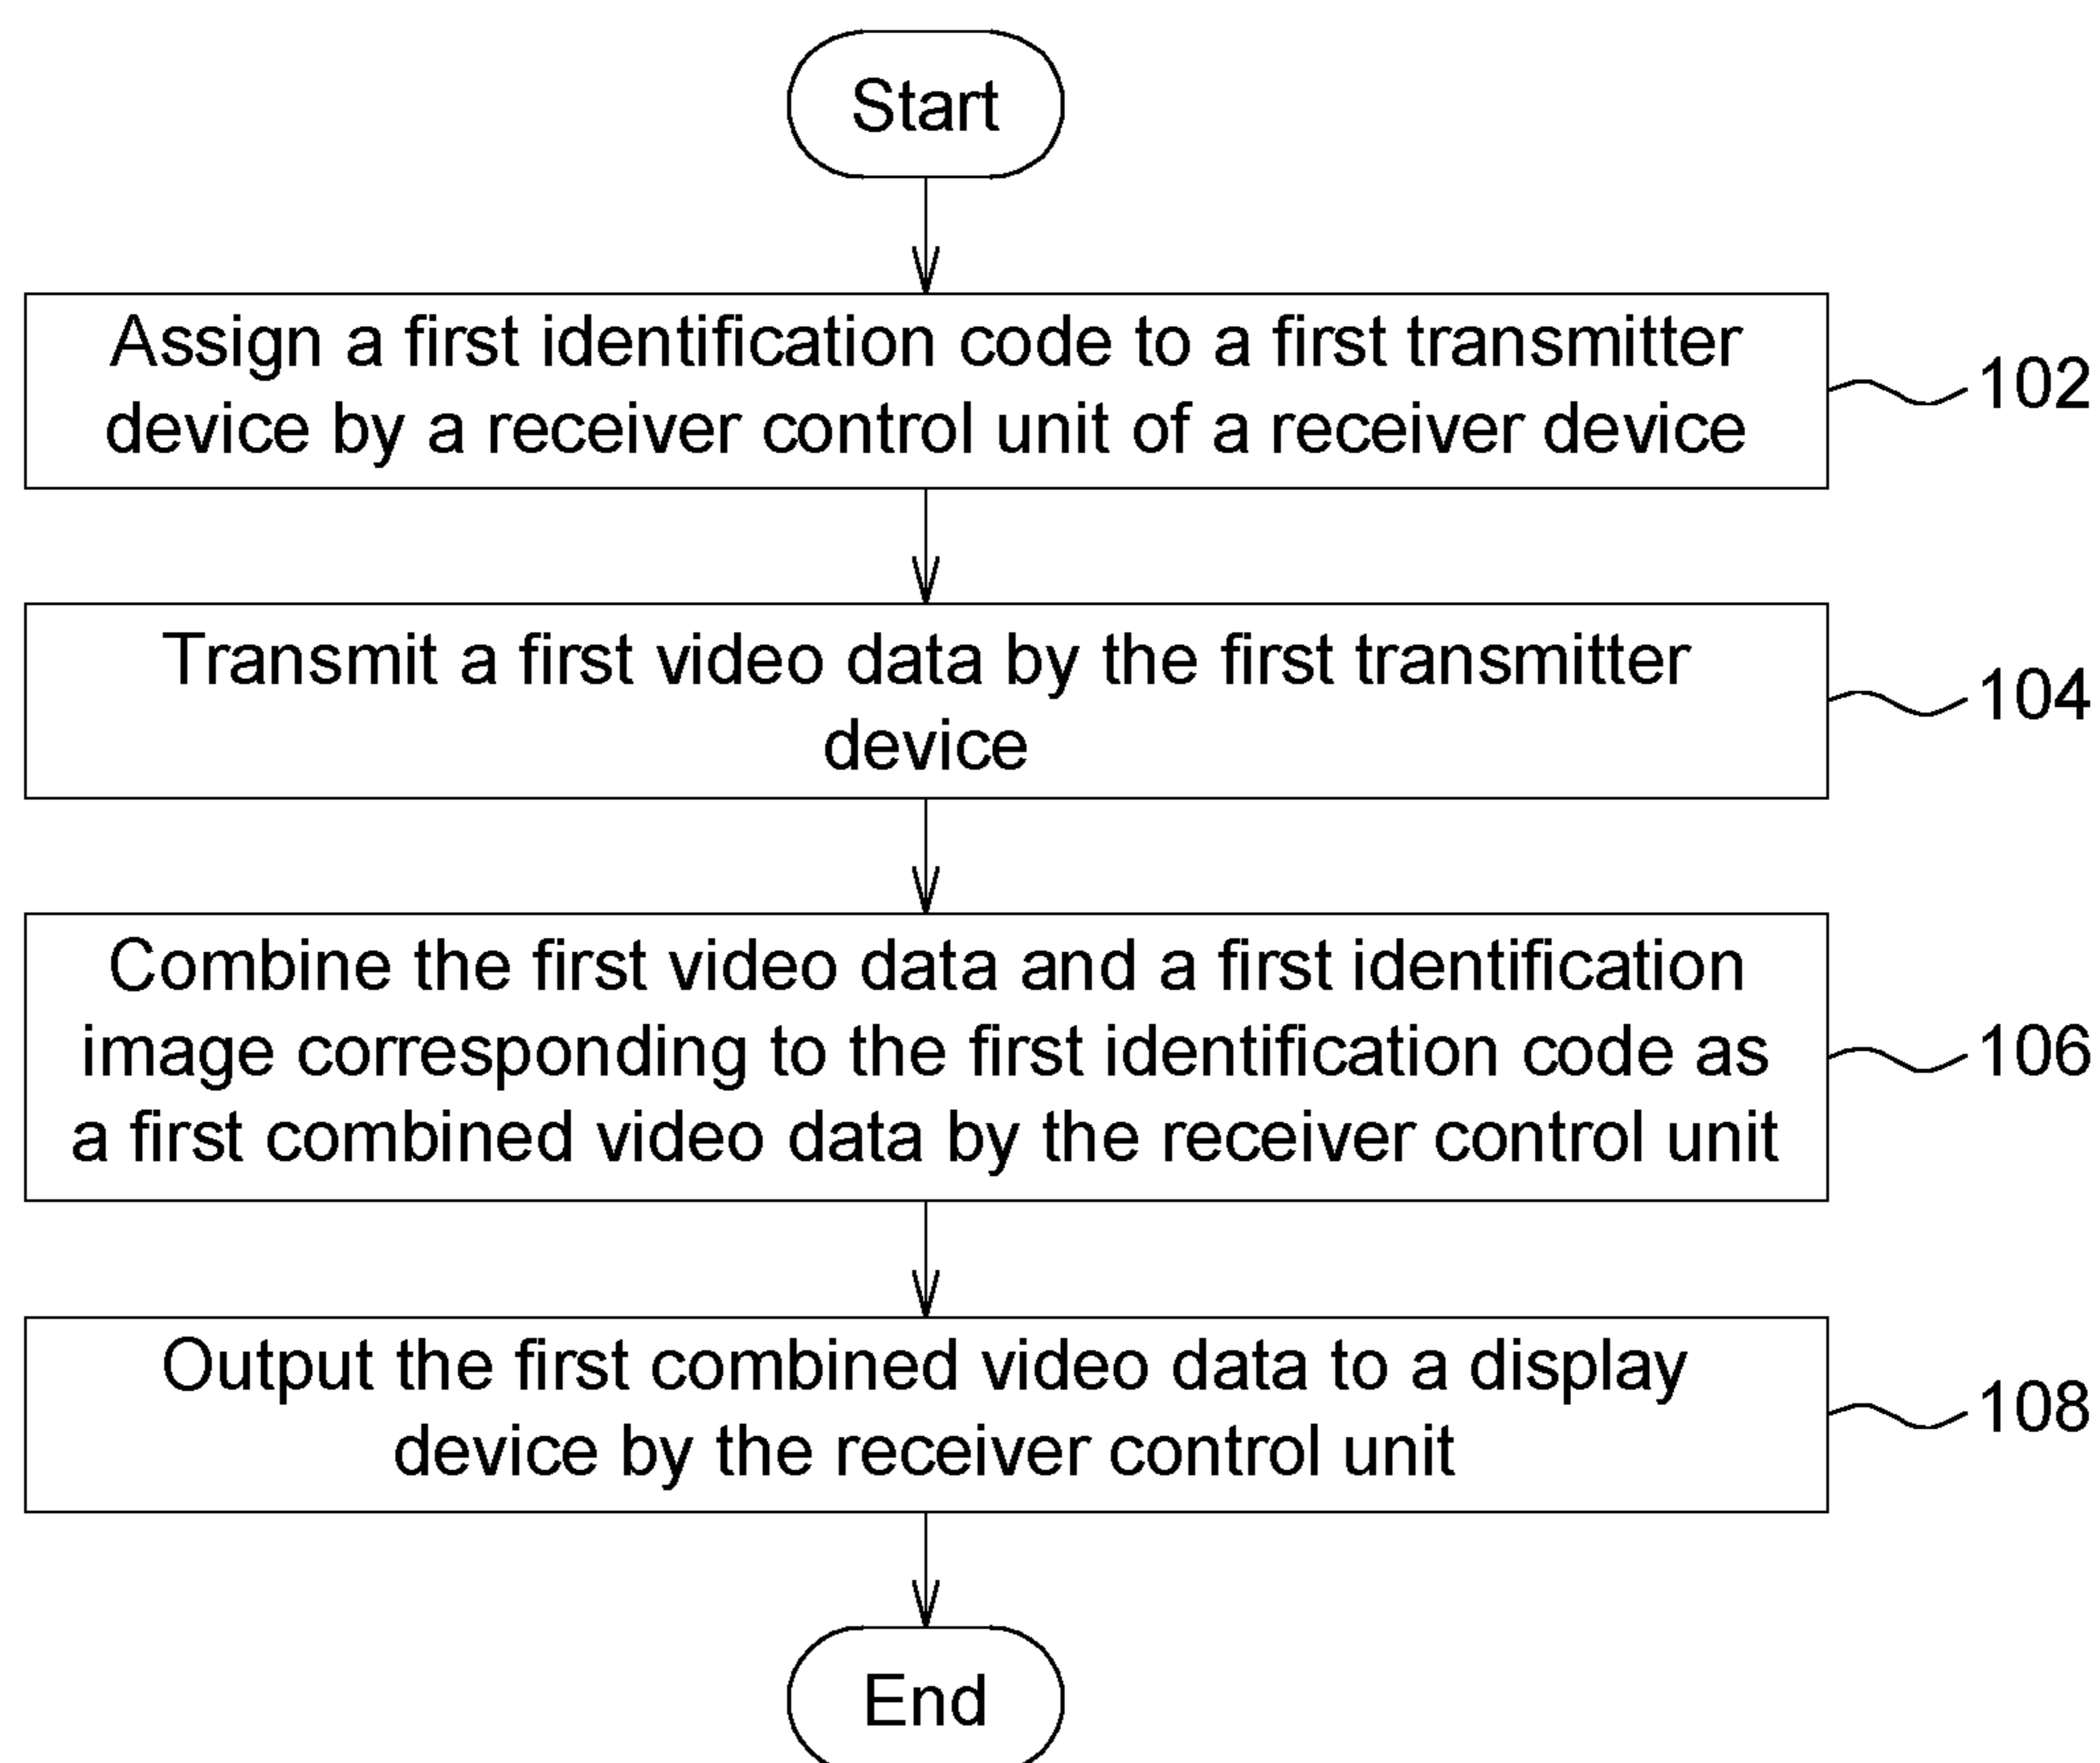 Start
Assign a first identification code to a first transmitter
device by a receiver control unit of a receiver device
102
Transmit a first video data by the first transmitter
device
104
Combine the first video data and a first identification
image corresponding to the first identification code as
a first combined video data by the receiver control unit
106
Output the first combined video data to a display
device by the receiver control unit
108
End